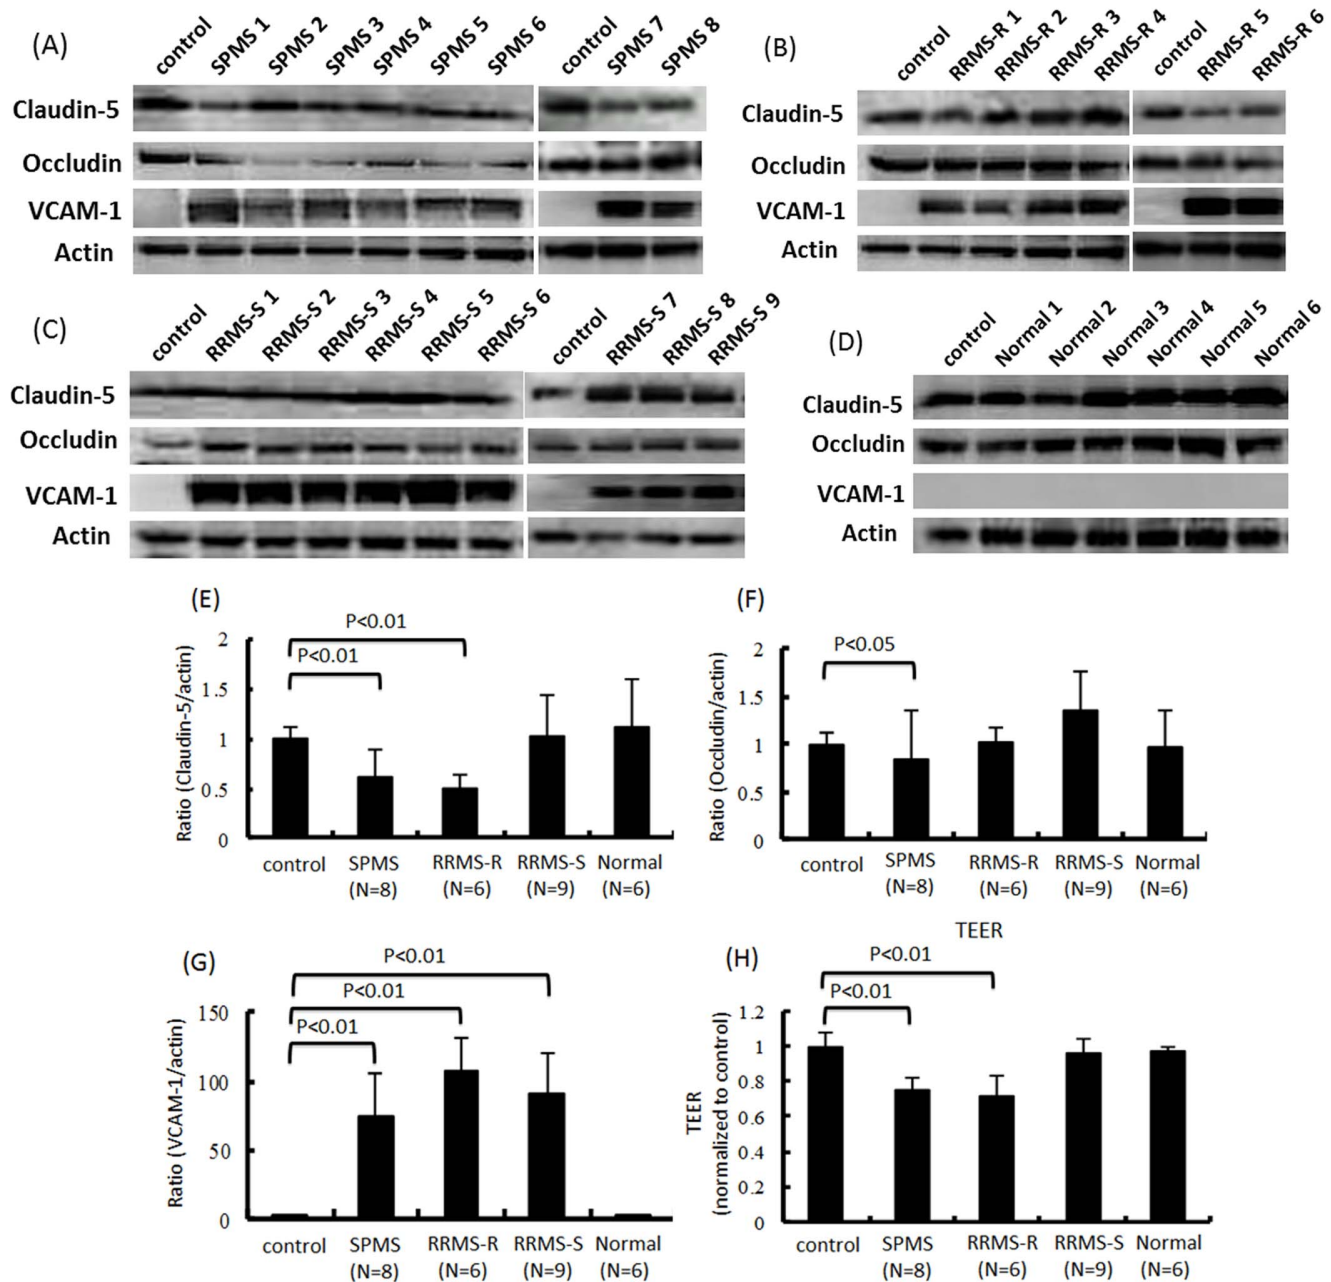 (A)
control SPMS 1 SPMS 2 SPMS 3 SPMS 4 SPMS 5 SPMS 6 control SPMS 7 SPMS 8
Claudin-5
Occludin
VCAM-1
Actin
(B)
control RRMS-R 1 RRMS-R 2 RRMS-R 3 RRMS-R 4 control RRMS-R 5 RRMS-R 6
Claudin-5
Occludin
VCAM-1
Actin
(C)
control RRMS-S 1 RRMS-S 2 RRMS-S 3 RRMS-S 4 RRMS-S 5 RRMS-S 6 control RRMS-S 7 RRMS-S 8 RRMS-S 9
Claudin-5
Occludin
VCAM-1
Actin
(D)
control Normal 1 Normal 2 Normal 3 Normal 4 Normal 5 Normal 6
Claudin-5
Occludin
VCAM-1
Actin
(E)
P<0.01
P<0.01
Ratio (Claudin-5/actin)
2
1.5
1
0.5
0
control SPMS RRMS-R RRMS-S Normal
(N=8) (N=6) (N=9) (N=6)
(F)
P<0.05
Ratio (Occludin/actin)
2
1.5
1
0.5
0
control SPMS RRMS-R RRMS-S Normal
(N=8) (N=6) (N=9) (N=6)
(G)
P<0.01
P<0.01
P<0.01
Ratio (VCAM-1/actin)
150
100
50
0
control SPMS RRMS-R RRMS-S Normal
(N=8) (N=6) (N=9) (N=6)
TEER
(H)
P<0.01
P<0.01
TEER
(normalized to control)
1.2
1
0.8
0.6
0.4
0.2
0
control SPMS RRMS-R RRMS-S Normal
(N=8) (N=6) (N=9) (N=6)